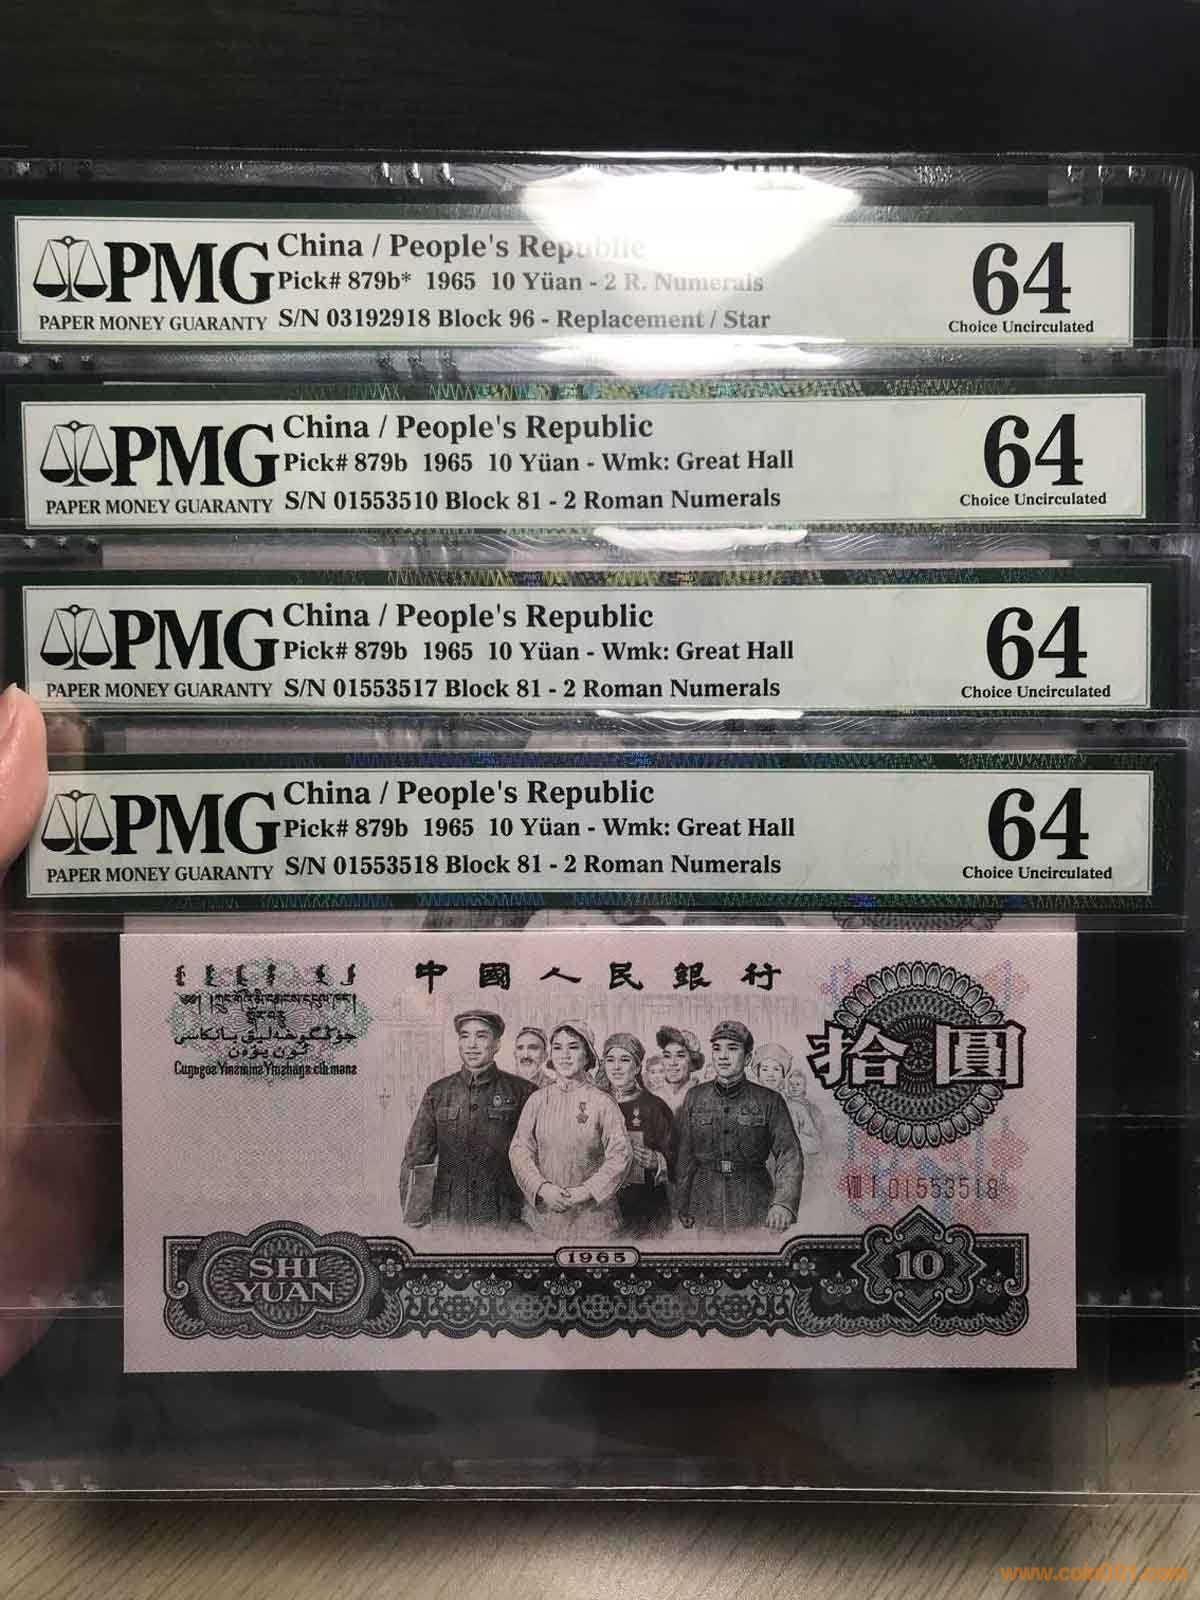 PMG
PAPER MONEY GUARANTY
China / People's Republic
Pick# 879b* 1965 10 Yüan - 2 R. Numerals
S/N 03192918 Block 96 - Replacement / Star
64
Choice Uncirculated
PMG
PAPER MONEY GUARANTY
China / People's Republic
Pick# 879b 1965 10 Yüan - Wmk: Great Hall
S/N 01553510 Block 81 - 2 Roman Numerals
64
Choice Uncirculated
PMG
PAPER MONEY GUARANTY
China / People's Republic
Pick# 879b 1965 10 Yüan - Wmk: Great Hall
S/N 01553517 Block 81 - 2 Roman Numerals
64
Choice Uncirculated
PMG
PAPER MONEY GUARANTY
China / People's Republic
Pick# 879b 1965 10 Yüan - Wmk: Great Hall
S/N 01553518 Block 81 - 2 Roman Numerals
64
Choice Uncirculated
中國人民銀行
拾圓
VIII I 01553518
1965
SHI
YUAN
10
www.coin001.com